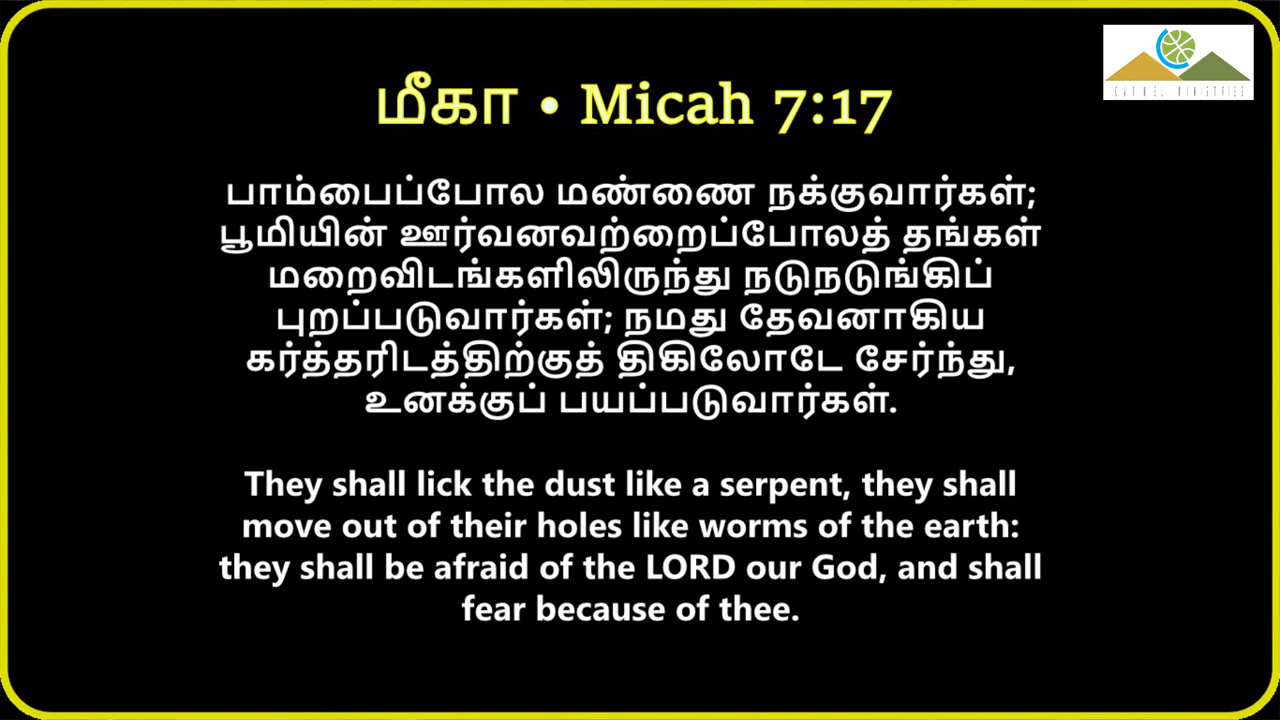 CARMEL MINISTRIES
மீகா • Micah 7:17
பாம்பைப்போல மண்ணை நக்குவார்கள்;
பூமியின் ஊர்வனவற்றைப்போலத் தங்கள்
மறைவிடங்களிலிருந்து நடுநடுங்கிப்
புறப்படுவார்கள்; நமது தேவனாகிய
கர்த்தரிடத்திற்குத் திகிலோடே சேர்ந்து,
உனக்குப் பயப்படுவார்கள்.
They shall lick the dust like a serpent, they shall
move out of their holes like worms of the earth:
they shall be afraid of the LORD our God, and shall
fear because of thee.